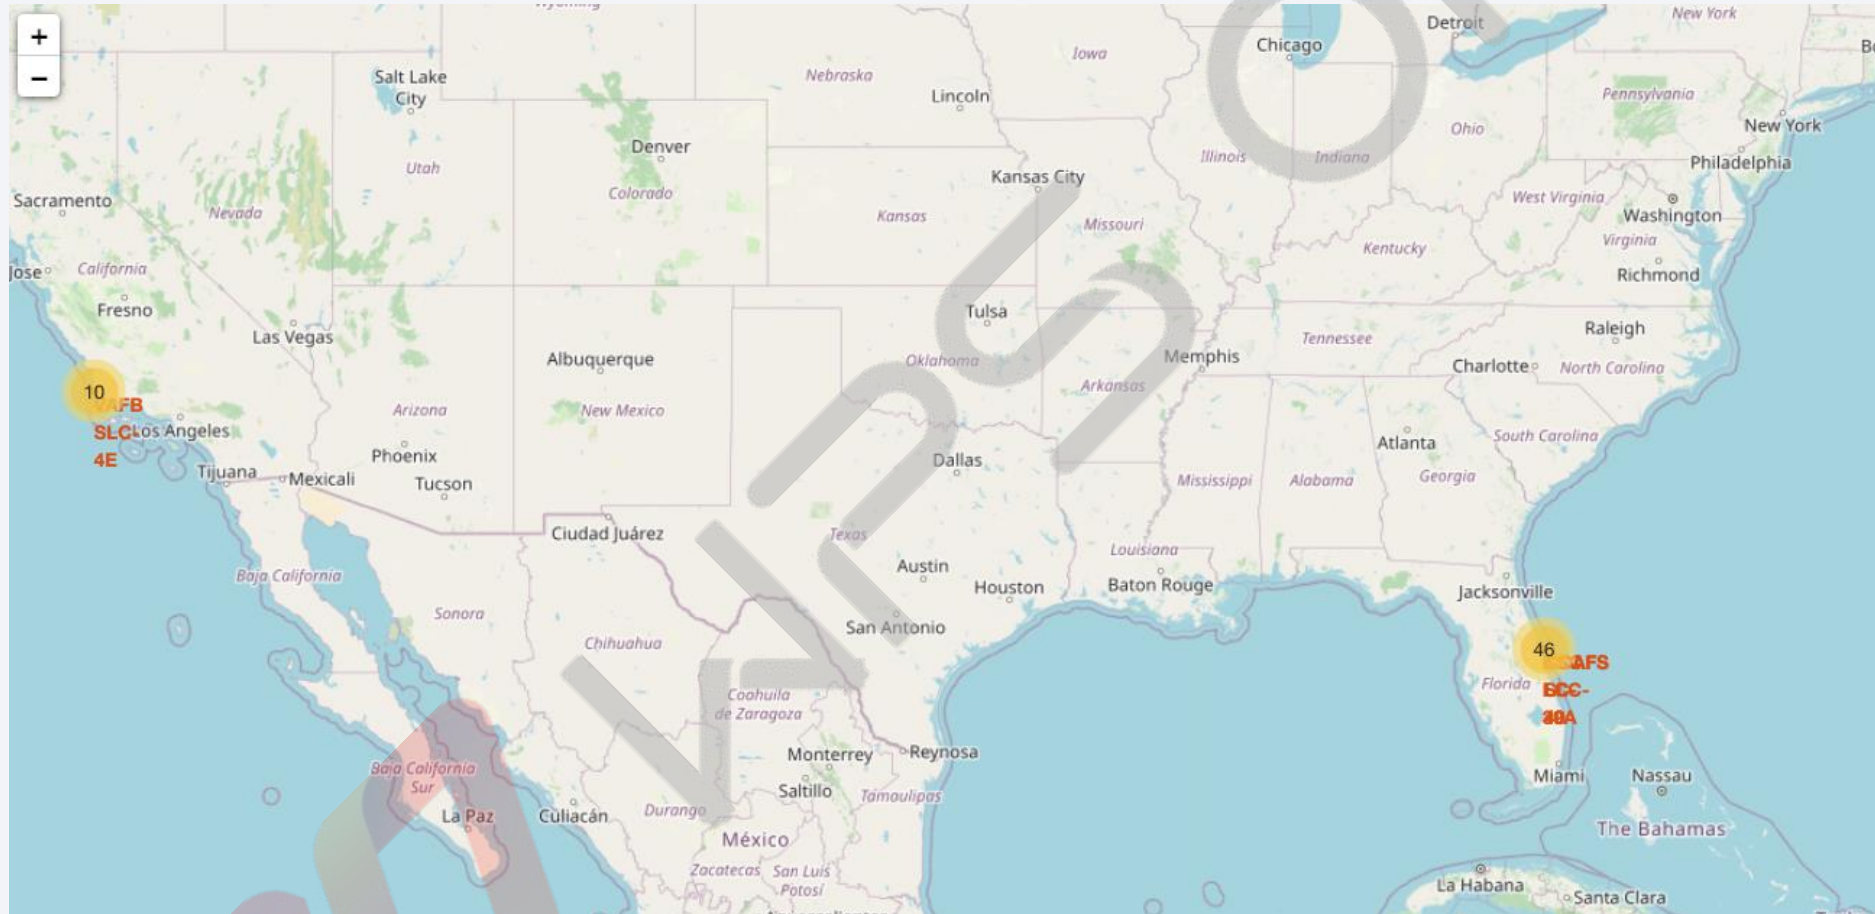 Wyoming
New York
Detroit
+
Chicago
Iowa
Salt Lake
City
Nebraska
−
Lincoln
Pennsylvania
New York
Ohio
Denver
Illinois
Indiana
Philadelphia
Utah
Kansas City
Colorado
Sacramento
West Virginia
Nevada
Kansas
Washington
Missouri
Virginia
Kentucky
Jose
California
Richmond
Fresno
Tulsa
Las Vegas
Raleigh
Tennessee
Albuquerque
Oklahoma
Memphis
Charlotte
North Carolina
10
Arkansas
VAFB
Arizona
New Mexico
SLC-
Los Angeles
South Carolina
Atlanta
4E
Phoenix
Dallas
Tijuana
Mexicali
Tucson
Mississippi
Alabama
Georgia
Ciudad Juárez
Texas
Louisiana
Austin
Baja California
Houston
Baton Rouge
Jacksonville
Sonora
San Antonio
Chihuahua
46
Florida
Coahuila
de Zaragoza
Monterrey
Reynosa
Baja California
Sur
Miami
Nassau
Saltillo
Tamaulipas
La Paz
Culiacán
Durango
México
The Bahamas
Zacatecas
San Luis
Potosí
La Habana
Santa Clara